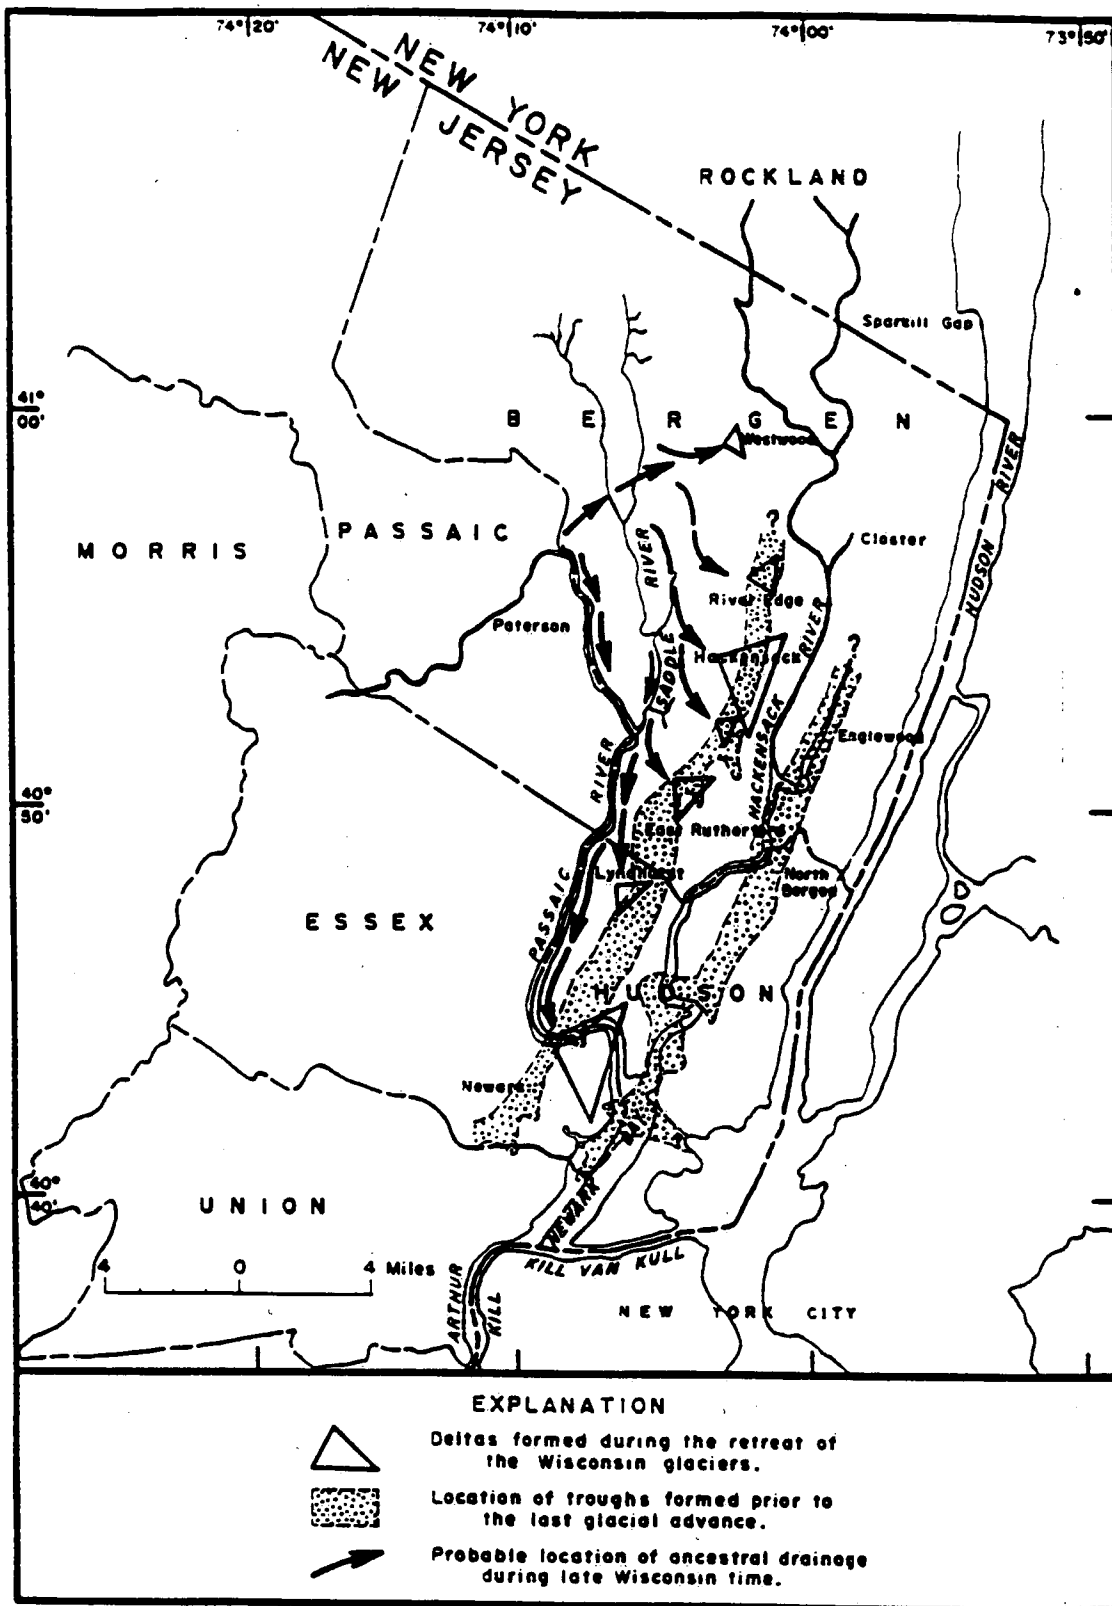 74°20'
74°10'
74°00'
73°50'
NEW YORK
NEW JERSEY
ROCKLAND
Sparkill Gap
41°
00'
BERGEN
Westwood
HUDSON RIVER
PASSAIC
MORRIS
Closter
RIVER
SADDLE
River Edge
Paterson
Hackensack
HACKENSACK RIVER
Englewood
40°
50'
PASSAIC RIVER
East Rutherford
Lyndhurst
North
Bergen
ESSEX
HUDSON
Newark
NEWARK BAY
40°
40'
UNION
KILL VAN KULL
ARTHUR KILL
4 0 4 Miles
NEW YORK CITY
?
?
EXPLANATION
Deltas formed during the retreat of
the Wisconsin glaciers.
Location of troughs formed prior to
the last glacial advance.
Probable location of ancestral drainage
during late Wisconsin time.